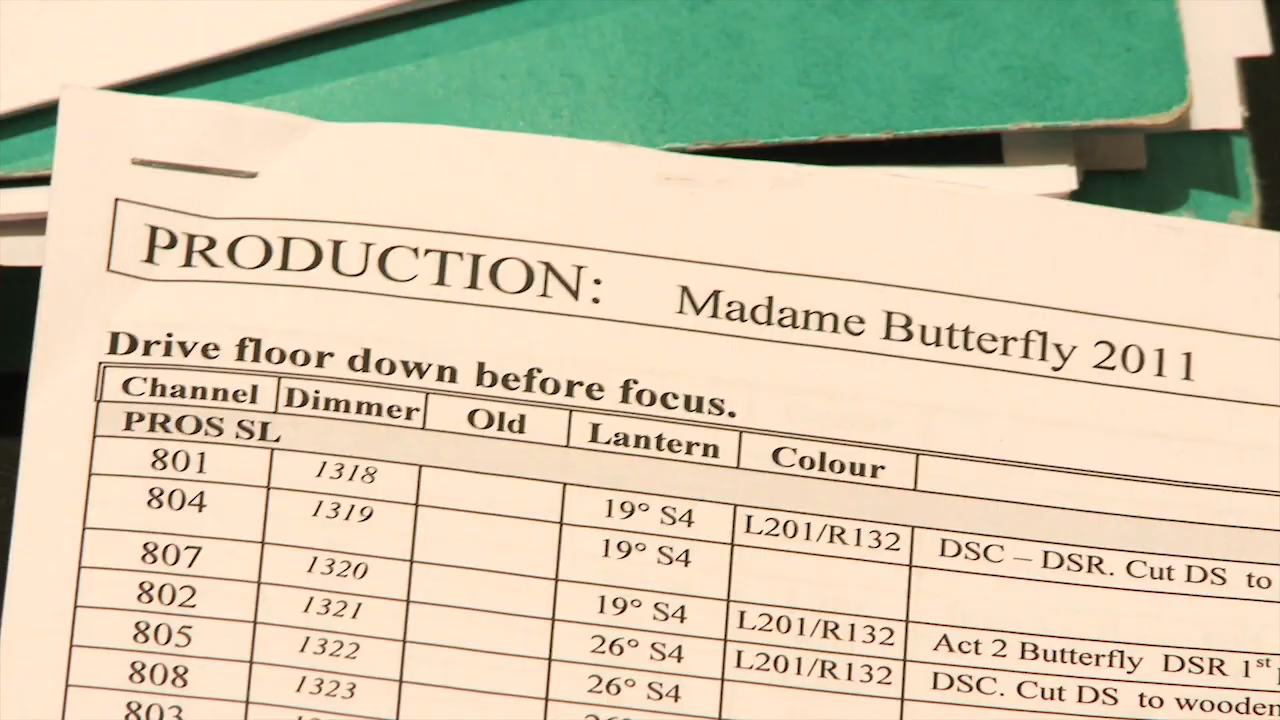 PRODUCTION: Madame Butterfly 2011
Drive floor down before focus.
Channel Dimmer Old Lantern Colour
PROS SL
801 1318 19° S4 L201/R132 DSC – DSR. Cut DS to
804 1319 19° S4
807 1320 19° S4 L201/R132 Act 2 Butterfly DSR 1st
802 1321 26° S4 L201/R132 DSC. Cut DS to wooden
805 1322 26° S4
808 1323
803